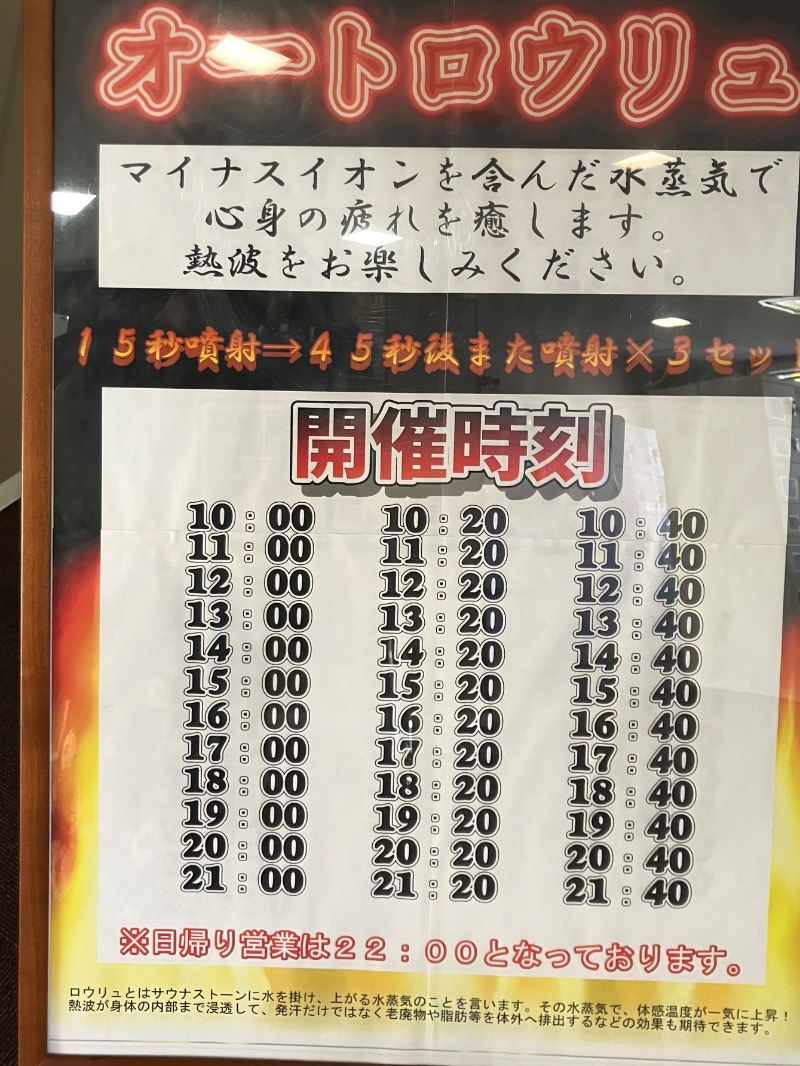 オートロウリュ
マイナスイオンを含んだ水蒸気で
心身の疲れを癒します。
熱波をお楽しみください。
15秒噴射⇒45秒後また噴射×3セット
開催時刻
10:00 10:20 10:40
11:00 11:20 11:40
12:00 12:20 12:40
13:00 13:20 13:40
14:00 14:20 14:40
15:00 15:20 15:40
16:00 16:20 16:40
17:00 17:20 17:40
18:00 18:20 18:40
19:00 19:20 19:40
20:00 20:20 20:40
21:00 21:20 21:40
※日帰り営業は22:00となっております。
ロウリュとはサウナストーンに水を掛け、上がる水蒸気のことを言います。その水蒸気で、体感温度が一気に上昇!
熱波が身体の内部まで浸透して、発汗だけではなく老廃物や脂肪等を体外へ排出するなどの効果も期待できます。